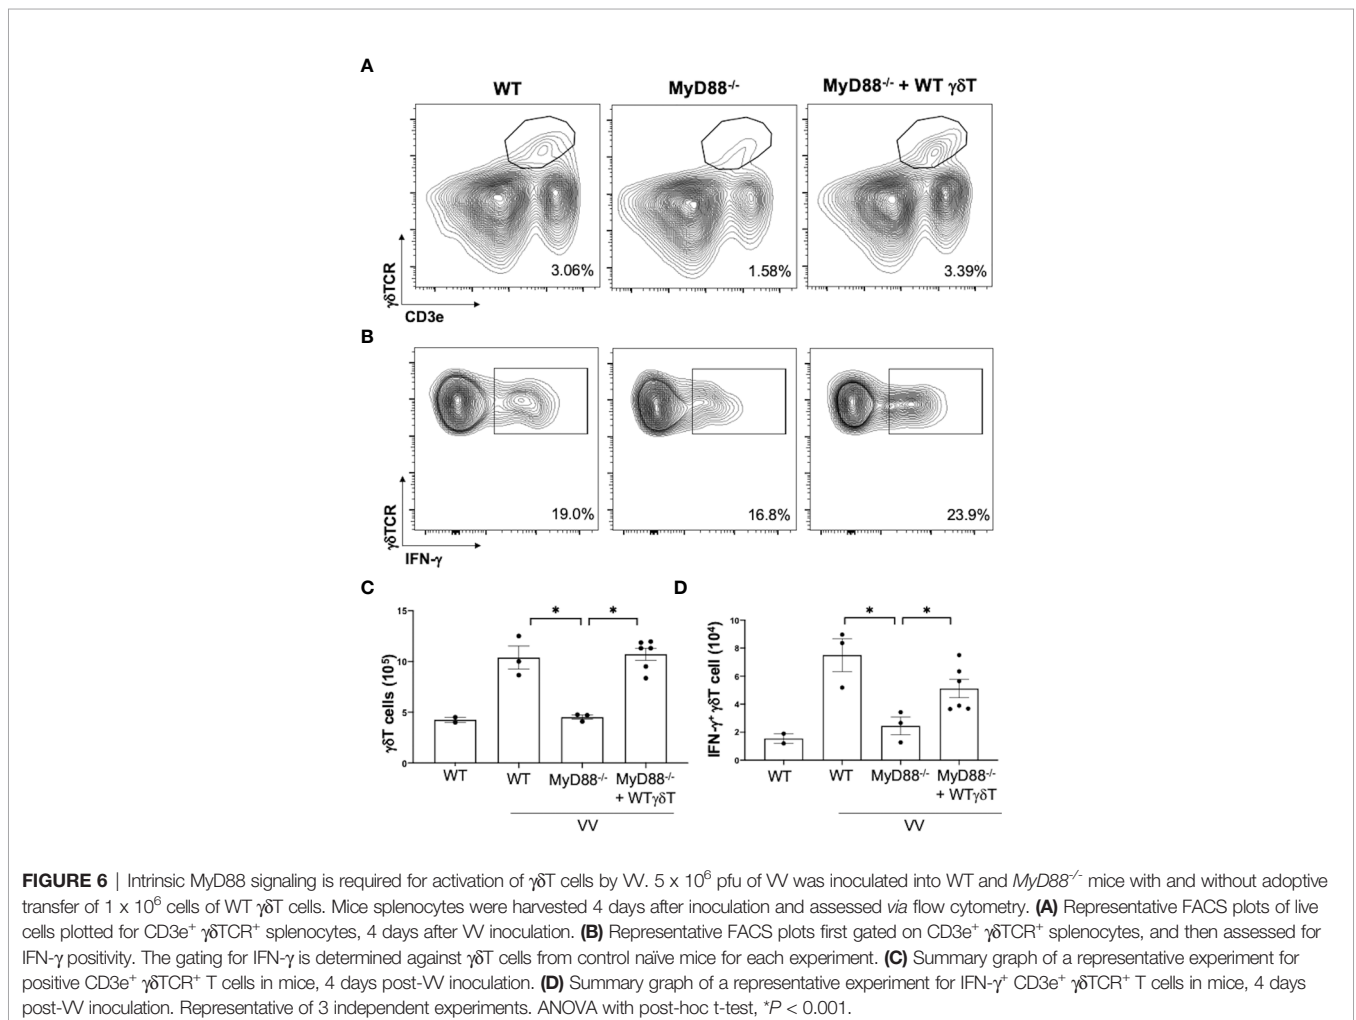 A
WT MyD88-/- MyD88-/- + WT γδT
3.06% 1.58% 3.39%
γδTCR
CD3e
B
19.0% 16.8% 23.9%
γδTCR
IFN-γ
C
γδT cells (10⁵)
15
10
5
0
WT WT MyD88-/- MyD88-/- + WTγδT
VV
* *
D
IFN-γ⁺ γδT cell (10⁴)
10
8
6
4
2
0
WT WT MyD88-/- MyD88-/- + WTγδT
VV
* *
FIGURE 6 | Intrinsic MyD88 signaling is required for activation of γδT cells by VV. 5 x 10⁶ pfu of VV was inoculated into WT and MyD88-/- mice with and without adoptive
transfer of 1 x 10⁶ cells of WT γδT cells. Mice splenocytes were harvested 4 days after inoculation and assessed via flow cytometry. (A) Representative FACS plots of live
cells plotted for CD3e⁺ γδTCR⁺ splenocytes, 4 days after VV inoculation. (B) Representative FACS plots first gated on CD3e⁺ γδTCR⁺ splenocytes, and then assessed for
IFN-γ positivity. The gating for IFN-γ is determined against γδT cells from control naïve mice for each experiment. (C) Summary graph of a representative experiment for
positive CD3e⁺ γδTCR⁺ T cells in mice, 4 days post-VV inoculation. (D) Summary graph of a representative experiment for IFN-γ⁺ CD3e⁺ γδTCR⁺ T cells in mice, 4 days
post-VV inoculation. Representative of 3 independent experiments. ANOVA with post-hoc t-test, *P < 0.001.